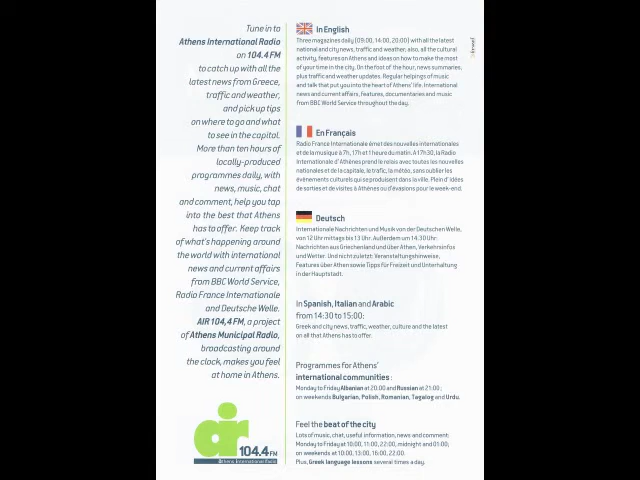 Tune in to
Athens International Radio
on 104.4 FM
to catch up with all the
latest news from Greece,
traffic and weather,
and pick up tips
on where to go and what
to see in the capital.
More than ten hours of
locally-produced
programmes daily, with
news, music, chat
and comment, help you tap
into the best that Athens
has to offer. Keep track
of what's happening around
the world with international
news and current affairs
from BBC World Service,
Radio France Internationale
and Deutsche Welle.
AIR 104,4 FM, a project
of Athens Municipal Radio,
broadcasting around
the clock, makes you feel
at home in Athens.
air
104.4 FM
Athens International Radio
In English
Three magazines daily (09:00, 14:00, 20:00) with all the latest
national and city news, traffic and weather, also, all the cultural
activity, features on Athens and ideas on how to make the most
of your time in the city. On the foot of the hour, news summaries,
plus traffic and weather updates. Regular helpings of music
and talk that put you into the heart of Athens' life. International
news and current affairs, features, documentaries and music
from BBC World Service throughout the day.
En Français
Radio France Internationale émet des nouvelles internationales
et de la musique à 7h, 17h et 1 heure du matin. A 17h30, la Radio
Internationale d' Athènes prend le relais avec toutes les nouvelles
nationales et de la capitale, le trafic, la météo, sans oublier les
événements culturels qui se produisent dans la ville. Plein d' idées
de sorties et de visites à Athènes ou d'évasions pour le week-end.
Deutsch
Internationale Nachrichten und Musik von der Deutschen Welle,
von 12 Uhr mittags bis 13 Uhr. Außerdem um 14.30 Uhr:
Nachrichten aus Griechenland und über Athen, Verkehrsinfos
und Wetter. Und nicht zuletzt: Veranstaltungshinweise,
Features über Athen sowie Tipps für Freizeit und Unterhaltung
in der Hauptstadt.
In Spanish, Italian and Arabic
from 14:30 to 15:00:
Greek and city news, traffic, weather, culture and the latest
on all that Athens has to offer.
Programmes for Athens'
international communities:
Monday to Friday Albanian at 20:00 and Russian at 21:00;
on weekends Bulgarian, Polish, Romanian, Tagalog and Urdu.
Feel the beat of the city
Lots of music, chat, useful information, news and comment:
Monday to Friday at 10:00, 11:00, 22:00, midnight and 01:00;
on weekends at 10:00, 13:00, 16:00, 22:00.
Plus, Greek language lessons several times a day.